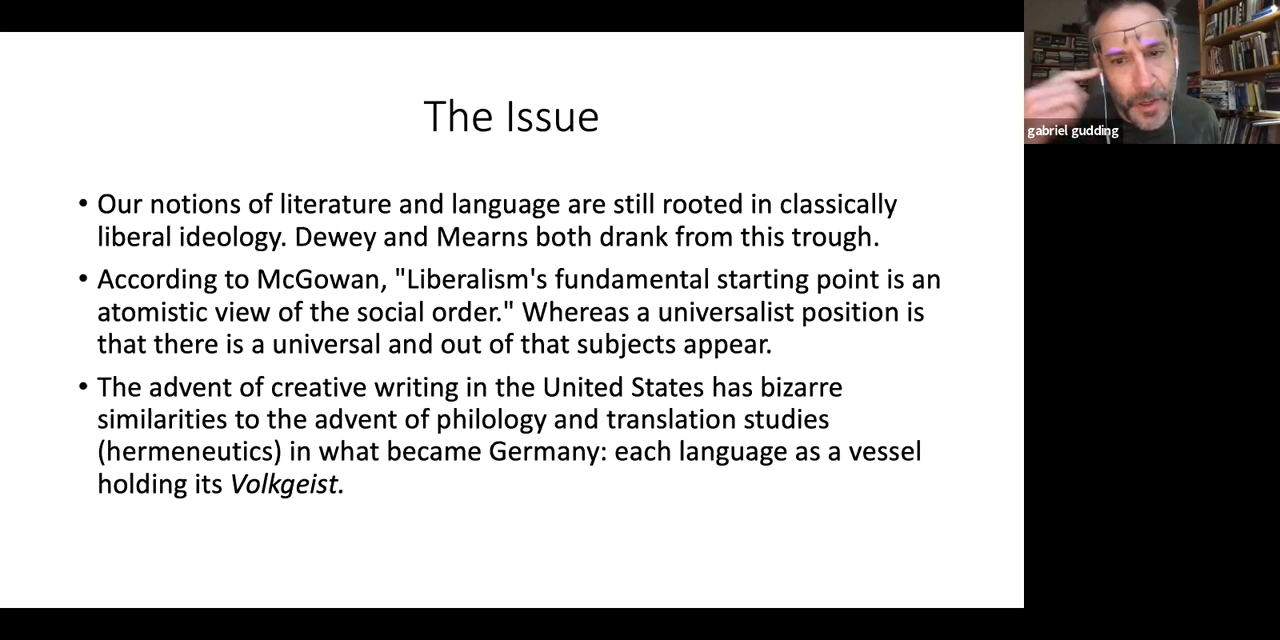 The Issue
• Our notions of literature and language are still rooted in classically
liberal ideology. Dewey and Mearns both drank from this trough.
• According to McGowan, "Liberalism's fundamental starting point is an
atomistic view of the social order." Whereas a universalist position is
that there is a universal and out of that subjects appear.
• The advent of creative writing in the United States has bizarre
similarities to the advent of philology and translation studies
(hermeneutics) in what became Germany: each language as a vessel
holding its Volkgeist.
gabriel gudding